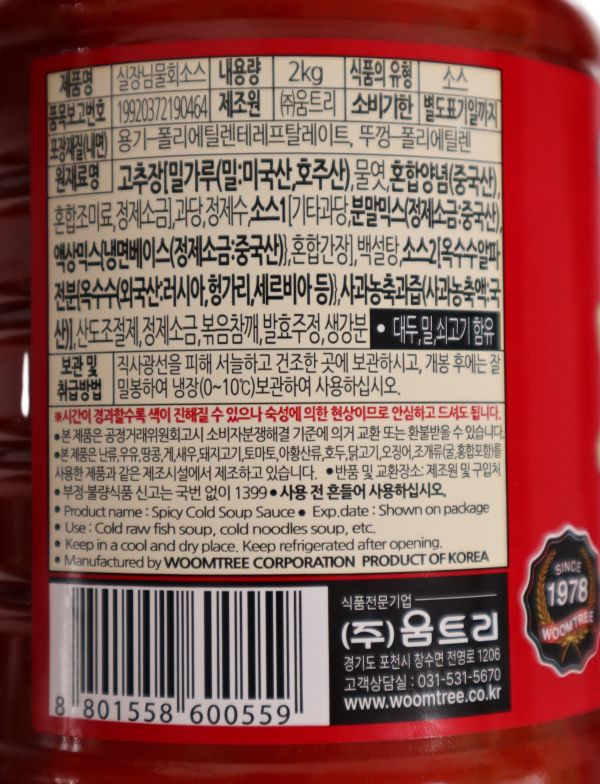 제품명 실장님물회소스 내용량 2kg 식품의 유형 소스
품목보고번호 19920372190464 제조원 (주)움트리 소비기한 별도표기일까지
포장재질(내면) 용기-폴리에틸렌테레프탈레이트, 뚜껑-폴리에틸렌
원재료명 고추장{밀가루(밀:미국산,호주산),물엿,혼합양념(중국산),
혼합조미료,정제소금},과당,정제수,소스1[기타과당,분말믹스(정제소금:중국산),
액상믹스{냉면베이스(정제소금:중국산)},혼합간장],백설탕,소스2[옥수수알파
전분{옥수수(외국산:러시아,헝가리,세르비아 등)},사과농축과즙(사과농축액:국
산)],산도조절제,정제소금,볶음참깨,발효주정,생강분 • 대두,밀,쇠고기 함유
보관 및 취급방법 직사광선을 피해 서늘하고 건조한 곳에 보관하시고, 개봉 후에는 잘
밀봉하여 냉장(0~10℃)보관하여 사용하십시오.
※시간이 경과할수록 색이 진해질 수 있으나 숙성에 의한 현상이므로 안심하고 드셔도 됩니다.
•본 제품은 공정거래위원회고시 소비자분쟁해결 기준에 의거 교환 또는 환불받을 수 있습니다.
•본 제품은 난류,우유,땅콩,게,새우,돼지고기,토마토,아황산류,호두,닭고기,오징어,조개류(굴,홍합포함)를
사용한 제품과 같은 제조시설에서 제조하고 있습니다. •반품 및 교환장소: 제조원 및 구입처
•부정·불량식품 신고는 국번 없이 1399 •사용 전 흔들어 사용하십시오.
• Product name : Spicy Cold Soup Sauce • Exp.date : Shown on package
• Use : Cold raw fish soup, cold noodles soup, etc.
• Keep in a cool and dry place. Keep refrigerated after opening.
• Manufactured by WOOMTREE CORPORATION PRODUCT OF KOREA
SINCE
1978
WOOMTREE
식품전문기업
(주)움트리
경기도 포천시 창수면 전영로 1206
고객상담실 : 031-531-5670
www.woomtree.co.kr
8 801558 600559